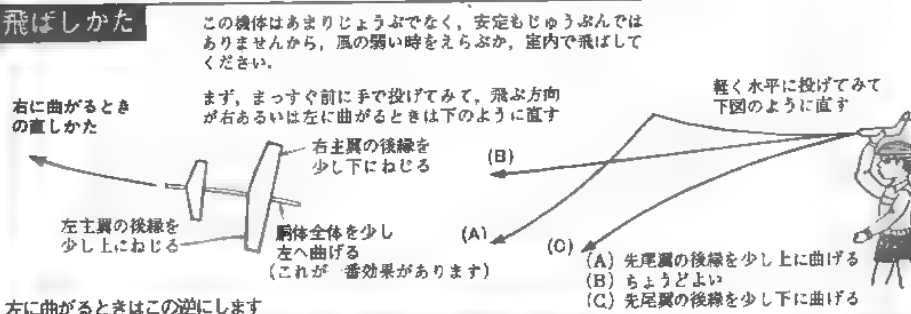 飛ばしかた
この機体はあまりじょうぶでなく，安定もじゅうぶんでは
ありませんから，風の弱い時をえらぶか，室内で飛ばして
ください．
まず，まっすぐ前に手で投げてみて，飛ぶ方向
が右あるいは左に曲がるときは下のように直す
右に曲がるとき
の直しかた
右主翼の後縁を
少し下にねじる
左主翼の後縁を
少し上にねじる
胴体全体を少し
左へ曲げる
(これが一番効果があります)
左に曲がるときはこの逆にします
軽く水平に投げてみて
下図のように直す
(B)
(A)
(C)
(A) 先尾翼の後縁を少し上に曲げる
(B) ちょうどよい
(C) 先尾翼の後縁を少し下に曲げる